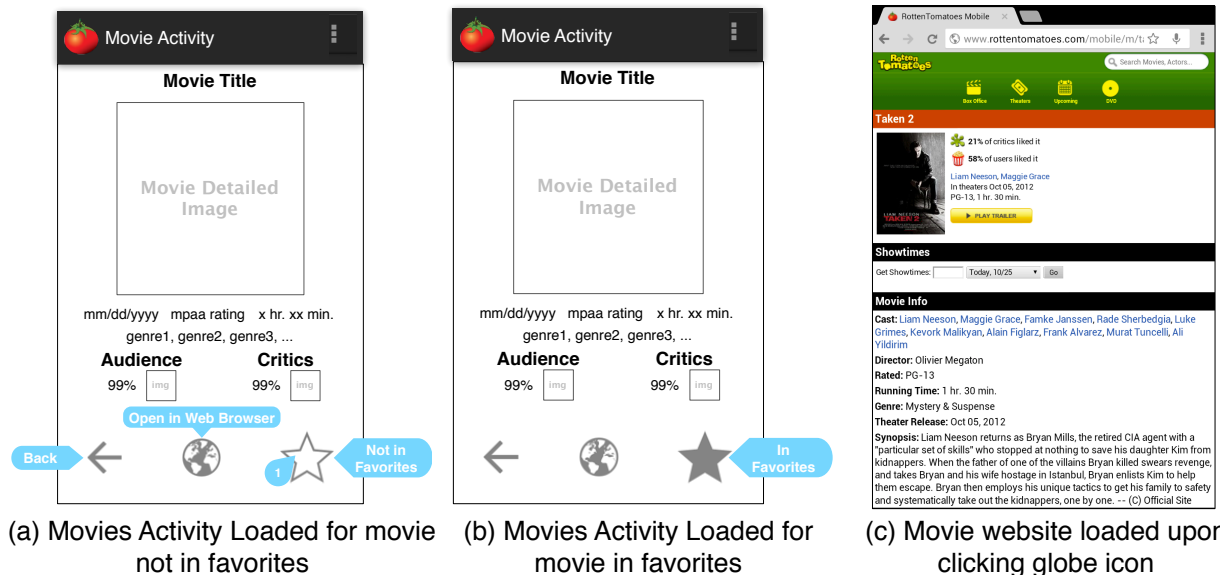 Movie Activity
Movie Title
Movie Detailed
Image
mm/dd/yyyy mpaa rating x hr. xx min.
genre1, genre2, genre3, ...
Audience Critics
99% img 99% img
Open in Web Browser
Back
1
Not in
Favorites
(a) Movies Activity Loaded for movie
not in favorites
Movie Activity
Movie Title
Movie Detailed
Image
mm/dd/yyyy mpaa rating x hr. xx min.
genre1, genre2, genre3, ...
Audience Critics
99% img 99% img
In
Favorites
(b) Movies Activity Loaded for
movie in favorites
RottenTomatoes Mobile
www.rottentomatoes.com/mobile/m/t
Rotten
Tomatoes
Search Movies, Actors...
Box Office Theaters Upcoming DVD
Taken 2
LIAM NEESON
TAKEN 2
21% of critics liked it
58% of users liked it
Liam Neeson, Maggie Grace
In theaters Oct 05, 2012
PG-13, 1 hr. 30 min.
PLAY TRAILER
Showtimes
Get Showtimes: Today, 10/25 Go
Movie Info
Cast: Liam Neeson, Maggie Grace, Famke Janssen, Rade Sherbedgia, Luke
Grimes, Kevork Malikyan, Alain Figlarz, Frank Alvarez, Murat Tuncelli, Ali
Yildirim
Director: Olivier Megaton
Rated: PG-13
Running Time: 1 hr. 30 min.
Genre: Mystery & Suspense
Theater Release: Oct 05, 2012
Synopsis: Liam Neeson returns as Bryan Mills, the retired CIA agent with a
"particular set of skills" who stopped at nothing to save his daughter Kim from
kidnappers. When the father of one of the villains Bryan killed swears revenge,
and takes Bryan and his wife hostage in Istanbul, Bryan enlists Kim to help
them escape. Bryan then employs his unique tactics to get his family to safety
and systematically take out the kidnappers, one by one. -- (C) Official Site
(c) Movie website loaded upon
clicking globe icon